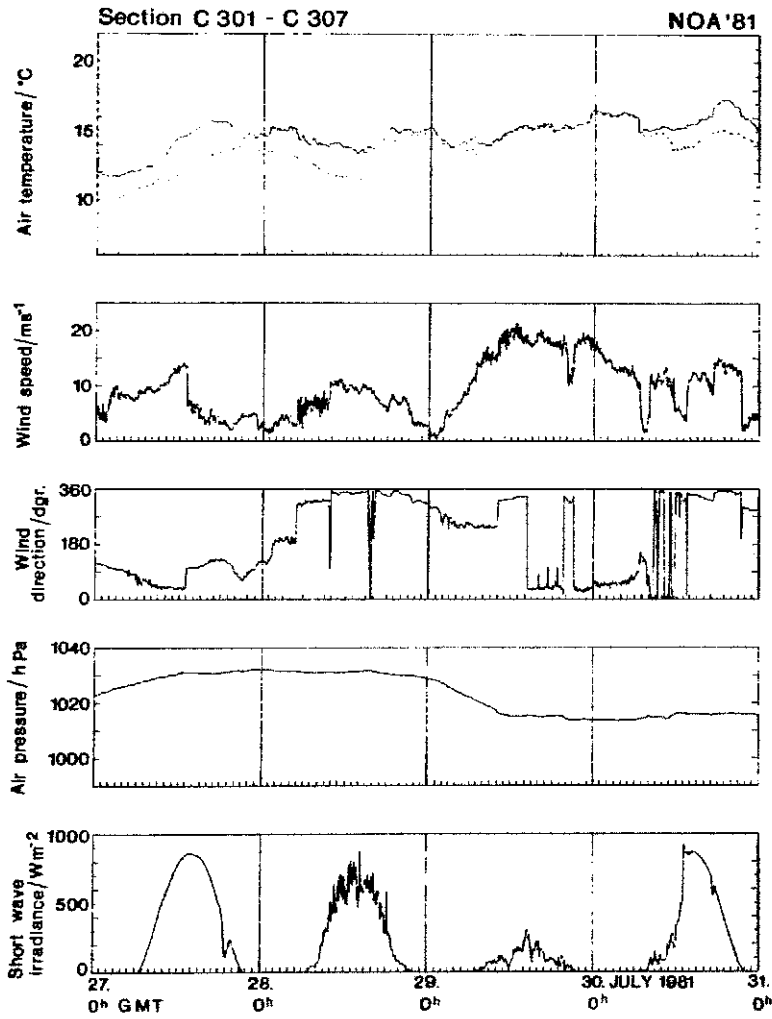 Section C 301 - C 307
NOA'81
Air temperature / °C
20
15
10
Wind speed / ms⁻¹
20
10
0
Wind
direction / dgr.
360
180
0
Air pressure / hPa
1040
1020
1000
Short wave
irradiance / Wm⁻²
1000
500
0
27. 28. 29. 30. JULY 1981 31.
0ʰ GMT 0ʰ 0ʰ 0ʰ 0ʰ